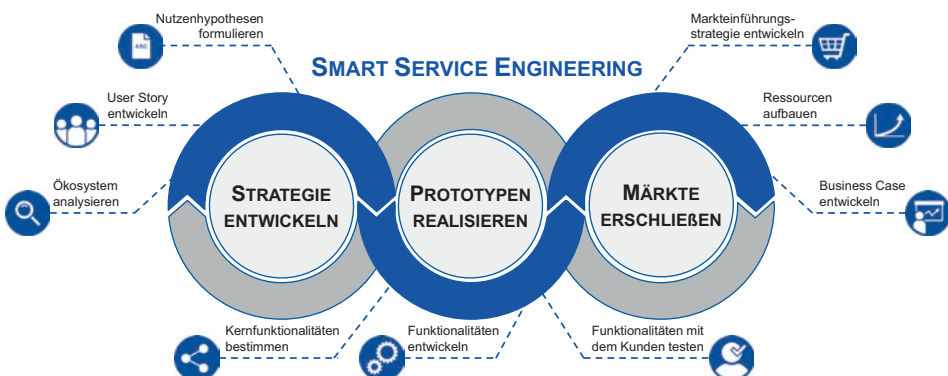 Nutzenhypothesen
formulieren
Markteinführungs-
strategie entwickeln
SMART SERVICE ENGINEERING
User Story
entwickeln
Ressourcen
aufbauen
Ökosystem
analysieren
STRATEGIE
ENTWICKELN
PROTOTYPEN
REALISIEREN
MÄRKTE
ERSCHLIEßEN
Business Case
entwickeln
Kernfunktionalitäten
bestimmen
Funktionalitäten
entwickeln
Funktionalitäten mit
dem Kunden testen
ABC